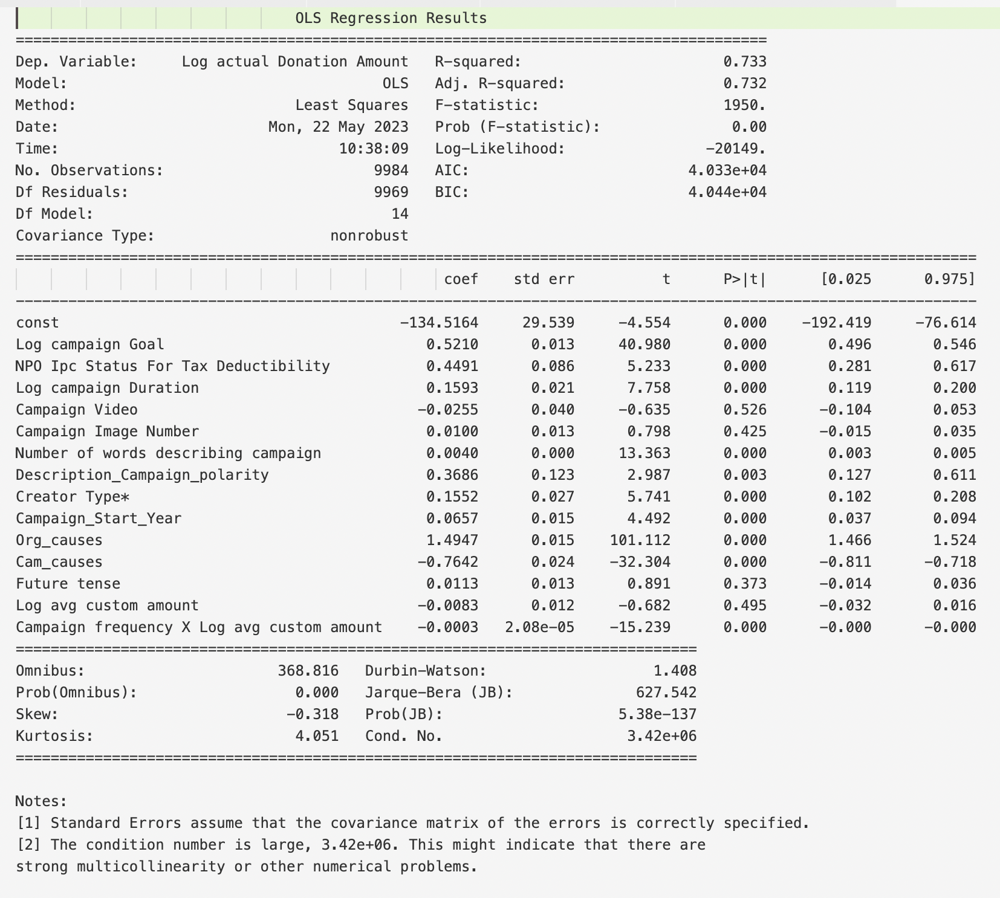 OLS Regression Results
==============================================================================
Dep. Variable: Log actual Donation Amount R-squared: 0.733
Model: OLS Adj. R-squared: 0.732
Method: Least Squares F-statistic: 1950.
Date: Mon, 22 May 2023 Prob (F-statistic): 0.00
Time: 10:38:09 Log-Likelihood: -20149.
No. Observations: 9984 AIC: 4.033e+04
Df Residuals: 9969 BIC: 4.044e+04
Df Model: 14
Covariance Type: nonrobust
==============================================================================
coef std err t P>|t| [0.025 0.975]
------------------------------------------------------------------------------
const -134.5164 29.539 -4.554 0.000 -192.419 -76.614
Log campaign Goal 0.5210 0.013 40.980 0.000 0.496 0.546
NPO Ipc Status For Tax Deductibility 0.4491 0.086 5.233 0.000 0.281 0.617
Log campaign Duration 0.1593 0.021 7.758 0.000 0.119 0.200
Campaign Video -0.0255 0.040 -0.635 0.526 -0.104 0.053
Campaign Image Number 0.0100 0.013 0.798 0.425 -0.015 0.035
Number of words describing campaign 0.0040 0.000 13.363 0.000 0.003 0.005
Description_Campaign_polarity 0.3686 0.123 2.987 0.003 0.127 0.611
Creator Type* 0.1552 0.027 5.741 0.000 0.102 0.208
Campaign_Start_Year 0.0657 0.015 4.492 0.000 0.037 0.094
Org_causes 1.4947 0.015 101.112 0.000 1.466 1.524
Cam_causes -0.7642 0.024 -32.304 0.000 -0.811 -0.718
Future tense 0.0113 0.013 0.891 0.373 -0.014 0.036
Log avg custom amount -0.0083 0.012 -0.682 0.495 -0.032 0.016
Campaign frequency X Log avg custom amount -0.0003 2.08e-05 -15.239 0.000 -0.000 -0.000
==============================================================================
Omnibus: 368.816 Durbin-Watson: 1.408
Prob(Omnibus): 0.000 Jarque-Bera (JB): 627.542
Skew: -0.318 Prob(JB): 5.38e-137
Kurtosis: 4.051 Cond. No. 3.42e+06
==============================================================================
Notes:
[1] Standard Errors assume that the covariance matrix of the errors is correctly specified.
[2] The condition number is large, 3.42e+06. This might indicate that there are
strong multicollinearity or other numerical problems.